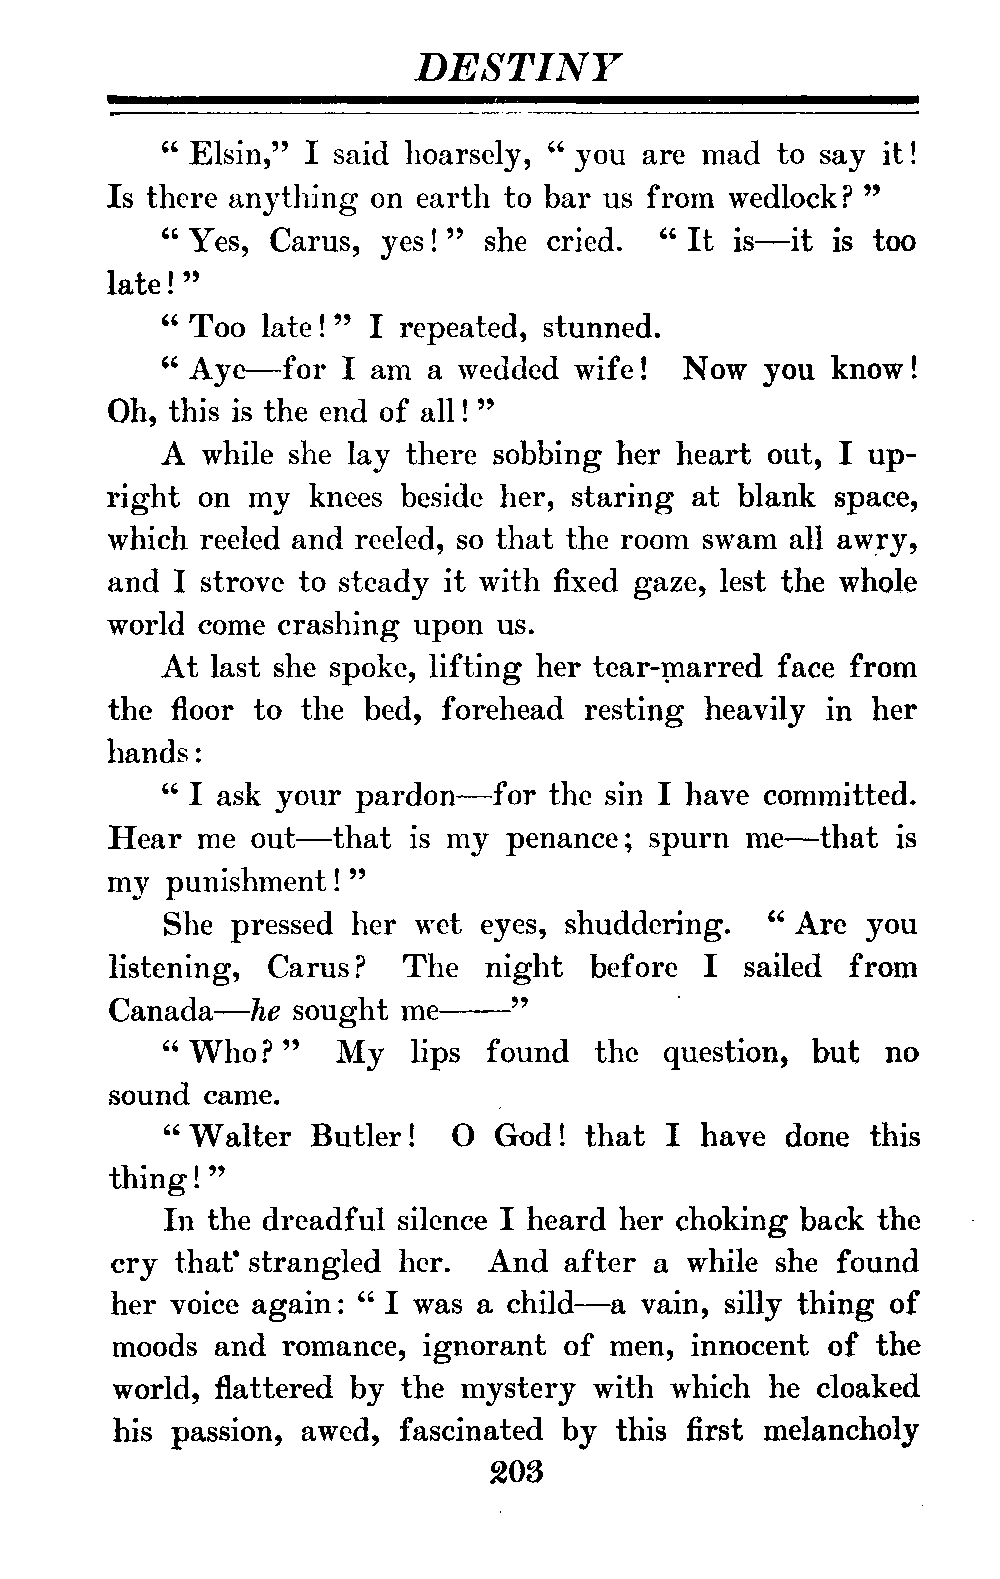 DESTINY
“ Elsin,” I said hoarsely, “ you are mad to say it!
Is there anything on earth to bar us from wedlock? ”
“ Yes, Carus, yes! ” she cried. “ It is—it is too
late! ”
“ Too late! ” I repeated, stunned.
“ Aye—for I am a wedded wife! Now you know!
Oh, this is the end of all! ”
A while she lay there sobbing her heart out, I up-
right on my knees beside her, staring at blank space,
which reeled and reeled, so that the room swam all awry,
and I strove to steady it with fixed gaze, lest the whole
world come crashing upon us.
At last she spoke, lifting her tear-marred face from
the floor to the bed, forehead resting heavily in her
hands:
“ I ask your pardon—for the sin I have committed.
Hear me out—that is my penance; spurn me—that is
my punishment! ”
She pressed her wet eyes, shuddering. “ Are you
listening, Carus? The night before I sailed from
Canada—he sought me——”
“ Who? ” My lips found the question, but no
sound came.
“ Walter Butler! O God! that I have done this
thing! ”
In the dreadful silence I heard her choking back the
cry that strangled her. And after a while she found
her voice again: “ I was a child—a vain, silly thing of
moods and romance, ignorant of men, innocent of the
world, flattered by the mystery with which he cloaked
his passion, awed, fascinated by this first melancholy
203